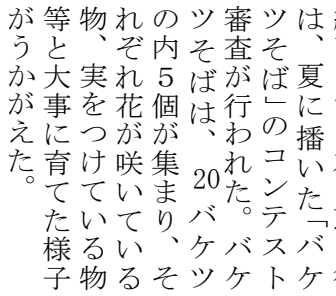 は、夏に播いた「バケ
ツそば」のコンテスト
審査が行われた。バケ
ツそばは、20バケツ
の内５個が集まり、そ
れぞれ花が咲いている
物、実をつけている物
等と大事に育てた様子
がうかがえた。